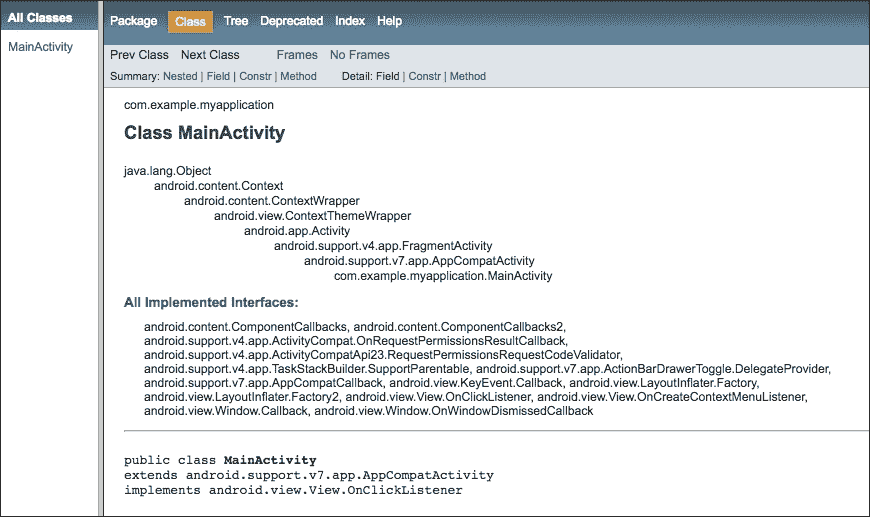 All Classes
MainActivity
Package Class Tree Deprecated Index Help
Prev Class Next Class Frames No Frames
Summary: Nested | Field | Constr | Method Detail: Field | Constr | Method
com.example.myapplication
Class MainActivity
java.lang.Object
android.content.Context
android.content.ContextWrapper
android.view.ContextThemeWrapper
android.app.Activity
android.support.v4.app.FragmentActivity
android.support.v7.app.AppCompatActivity
com.example.myapplication.MainActivity
All Implemented Interfaces:
android.content.ComponentCallbacks, android.content.ComponentCallbacks2,
android.support.v4.app.ActivityCompat.OnRequestPermissionsResultCallback,
android.support.v4.app.ActivityCompatApi23.RequestPermissionsRequestCodeValidator,
android.support.v4.app.TaskStackBuilder.SupportParentable, android.support.v7.app.ActionBarDrawerToggle.DelegateProvider,
android.support.v7.app.AppCompatCallback, android.view.KeyEvent.Callback, android.view.LayoutInflater.Factory,
android.view.LayoutInflater.Factory2, android.view.View.OnClickListener, android.view.View.OnCreateContextMenuListener,
android.view.Window.Callback, android.view.Window.OnWindowDismissedCallback
public class MainActivity
extends android.support.v7.app.AppCompatActivity
implements android.view.View.OnClickListener